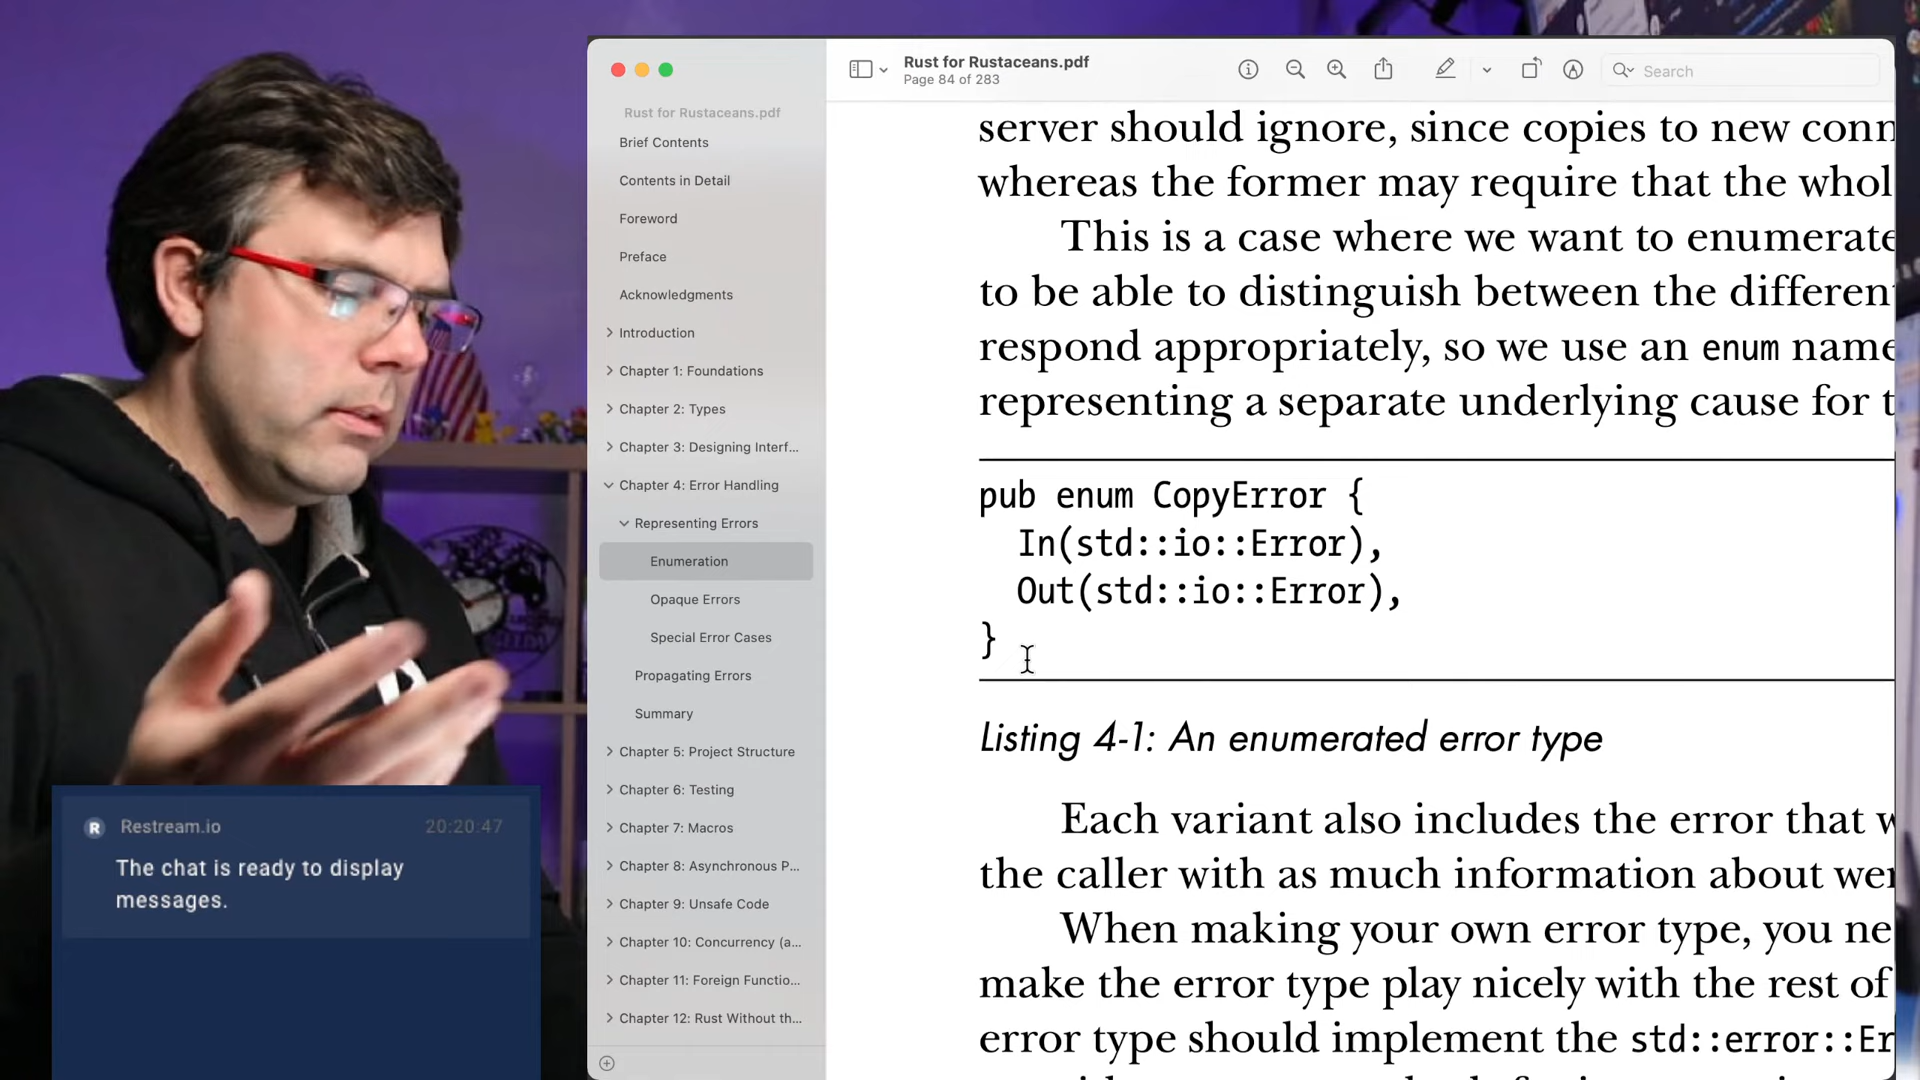 Rust for Rustaceans.pdf
Page 84 of 283
Search
Rust for Rustaceans.pdf
Brief Contents
Contents in Detail
Foreword
Preface
Acknowledgments
Introduction
Chapter 1: Foundations
Chapter 2: Types
Chapter 3: Designing Interf...
Chapter 4: Error Handling
Representing Errors
Enumeration
Opaque Errors
Special Error Cases
Propagating Errors
Summary
Chapter 5: Project Structure
Chapter 6: Testing
Chapter 7: Macros
Chapter 8: Asynchronous P...
Chapter 9: Unsafe Code
Chapter 10: Concurrency (a...
Chapter 11: Foreign Functio...
Chapter 12: Rust Without th...
server should ignore, since copies to new conn
whereas the former may require that the whol
This is a case where we want to enumerate
to be able to distinguish between the differen
respond appropriately, so we use an enum name
representing a separate underlying cause for t
pub enum CopyError {
In(std::io::Error),
Out(std::io::Error),
}
Listing 4-1: An enumerated error type
Each variant also includes the error that w
the caller with as much information about wer
When making your own error type, you ne
make the error type play nicely with the rest of
error type should implement the std::error::Er
R Restream.io 20:20:47
The chat is ready to display
messages.